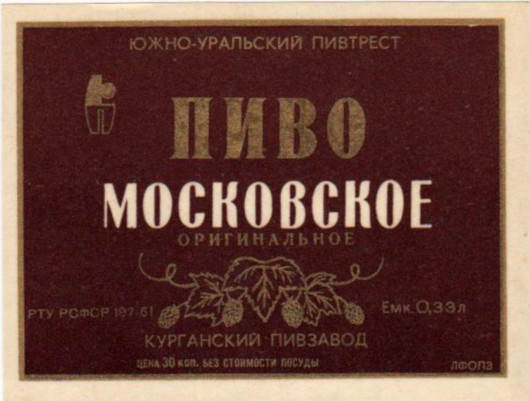 ЮЖНО-УРАЛЬСКИЙ ПИВТРЕСТ
ПИВО
МОСКОВСКОЕ
ОРИГИНАЛЬНОЕ
РТУ РСФСР 197-61
Емк. 0,33л
КУРГАНСКИЙ ПИВЗАВОД
ЦЕНА 30 коп. БЕЗ СТОИМОСТИ ПОСУДЫ
ЛФОПЗ